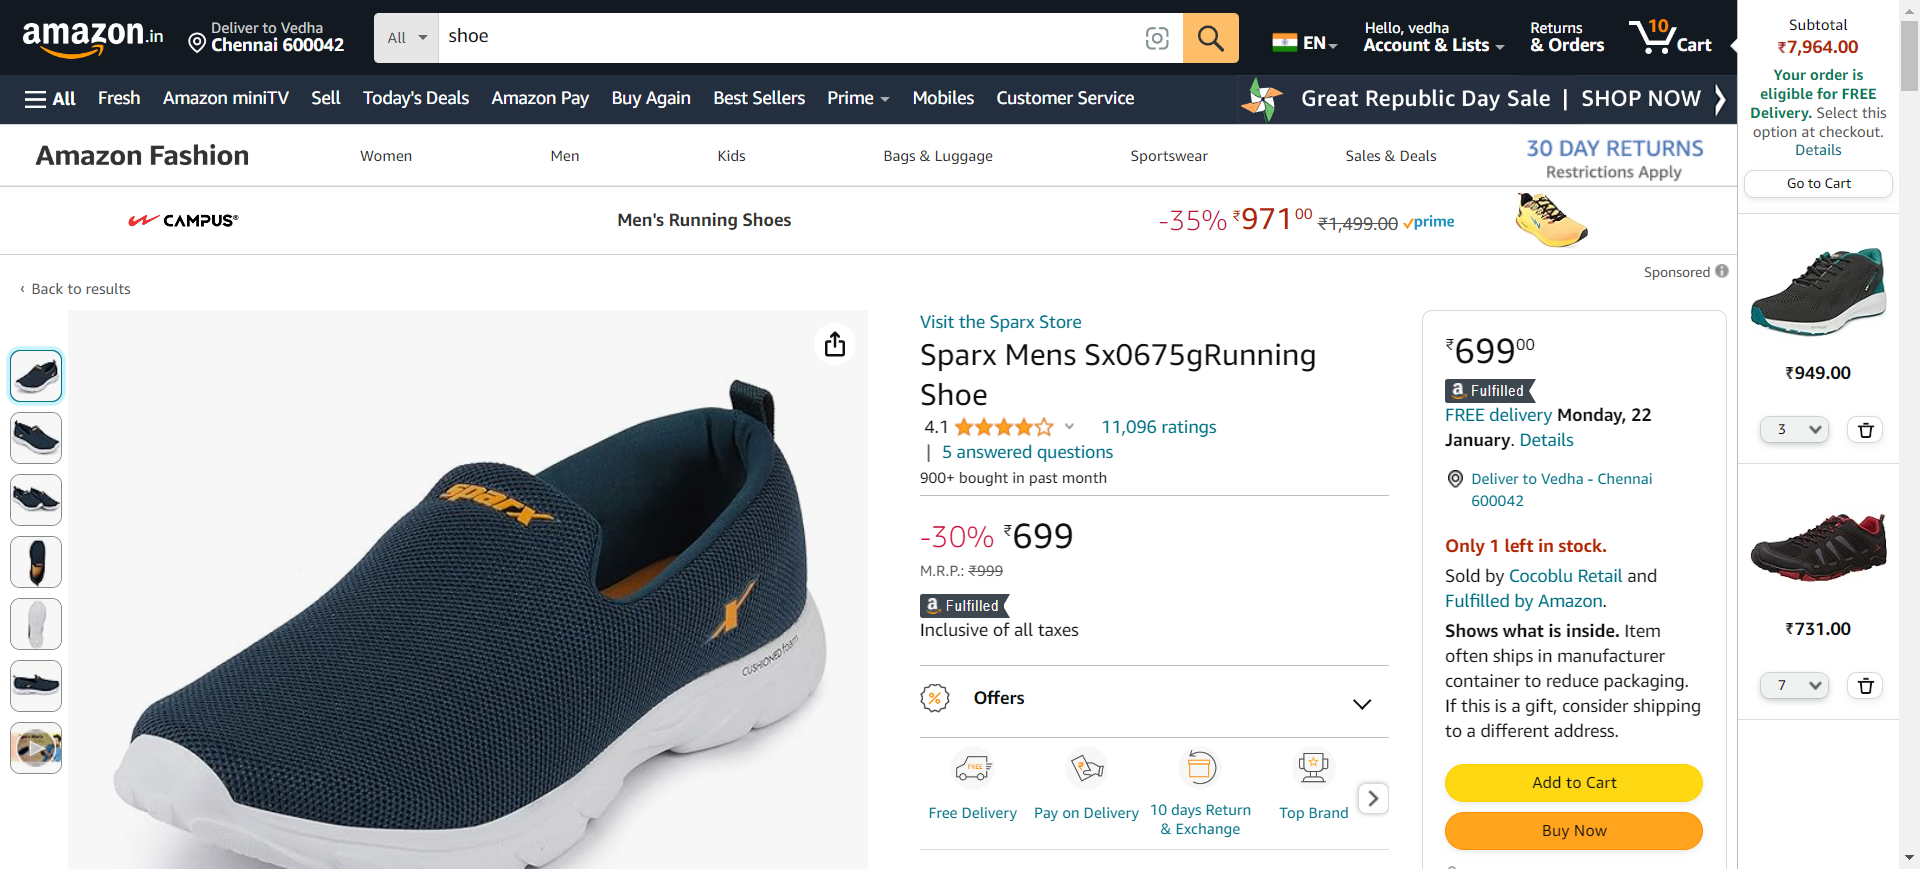 amazon.in
Deliver to Vedha
Chennai 600042
All
shoe
EN
Hello, vedha
Account & Lists
Returns
& Orders
10
Cart
All
Fresh
Amazon miniTV
Sell
Today's Deals
Amazon Pay
Buy Again
Best Sellers
Prime
Mobiles
Customer Service
Great Republic Day Sale | SHOP NOW
Amazon Fashion
Women
Men
Kids
Bags & Luggage
Sportswear
Sales & Deals
30 DAY RETURNS
Restrictions Apply
CAMPUS®
Men's Running Shoes
-35% ₹97100 ₹1,499.00 prime
Sponsored
‹ Back to results
sparx
CUSHIONED foam
Visit the Sparx Store
Sparx Mens Sx0675gRunning
Shoe
4.1
11,096 ratings
| 5 answered questions
900+ bought in past month
-30% ₹699
M.R.P.: ₹999
a Fulfilled
Inclusive of all taxes
Offers
FREE
Free Delivery
Pay on Delivery
10 days Return
& Exchange
Top Brand
₹69900
a Fulfilled
FREE delivery Monday, 22
January. Details
Deliver to Vedha - Chennai
600042
Only 1 left in stock.
Sold by Cocoblu Retail and
Fulfilled by Amazon.
Shows what is inside. Item
often ships in manufacturer
container to reduce packaging.
If this is a gift, consider shipping
to a different address.
Add to Cart
Buy Now
Subtotal
₹7,964.00
Your order is
eligible for FREE
Delivery. Select this
option at checkout.
Details
Go to Cart
₹949.00
3
₹731.00
7